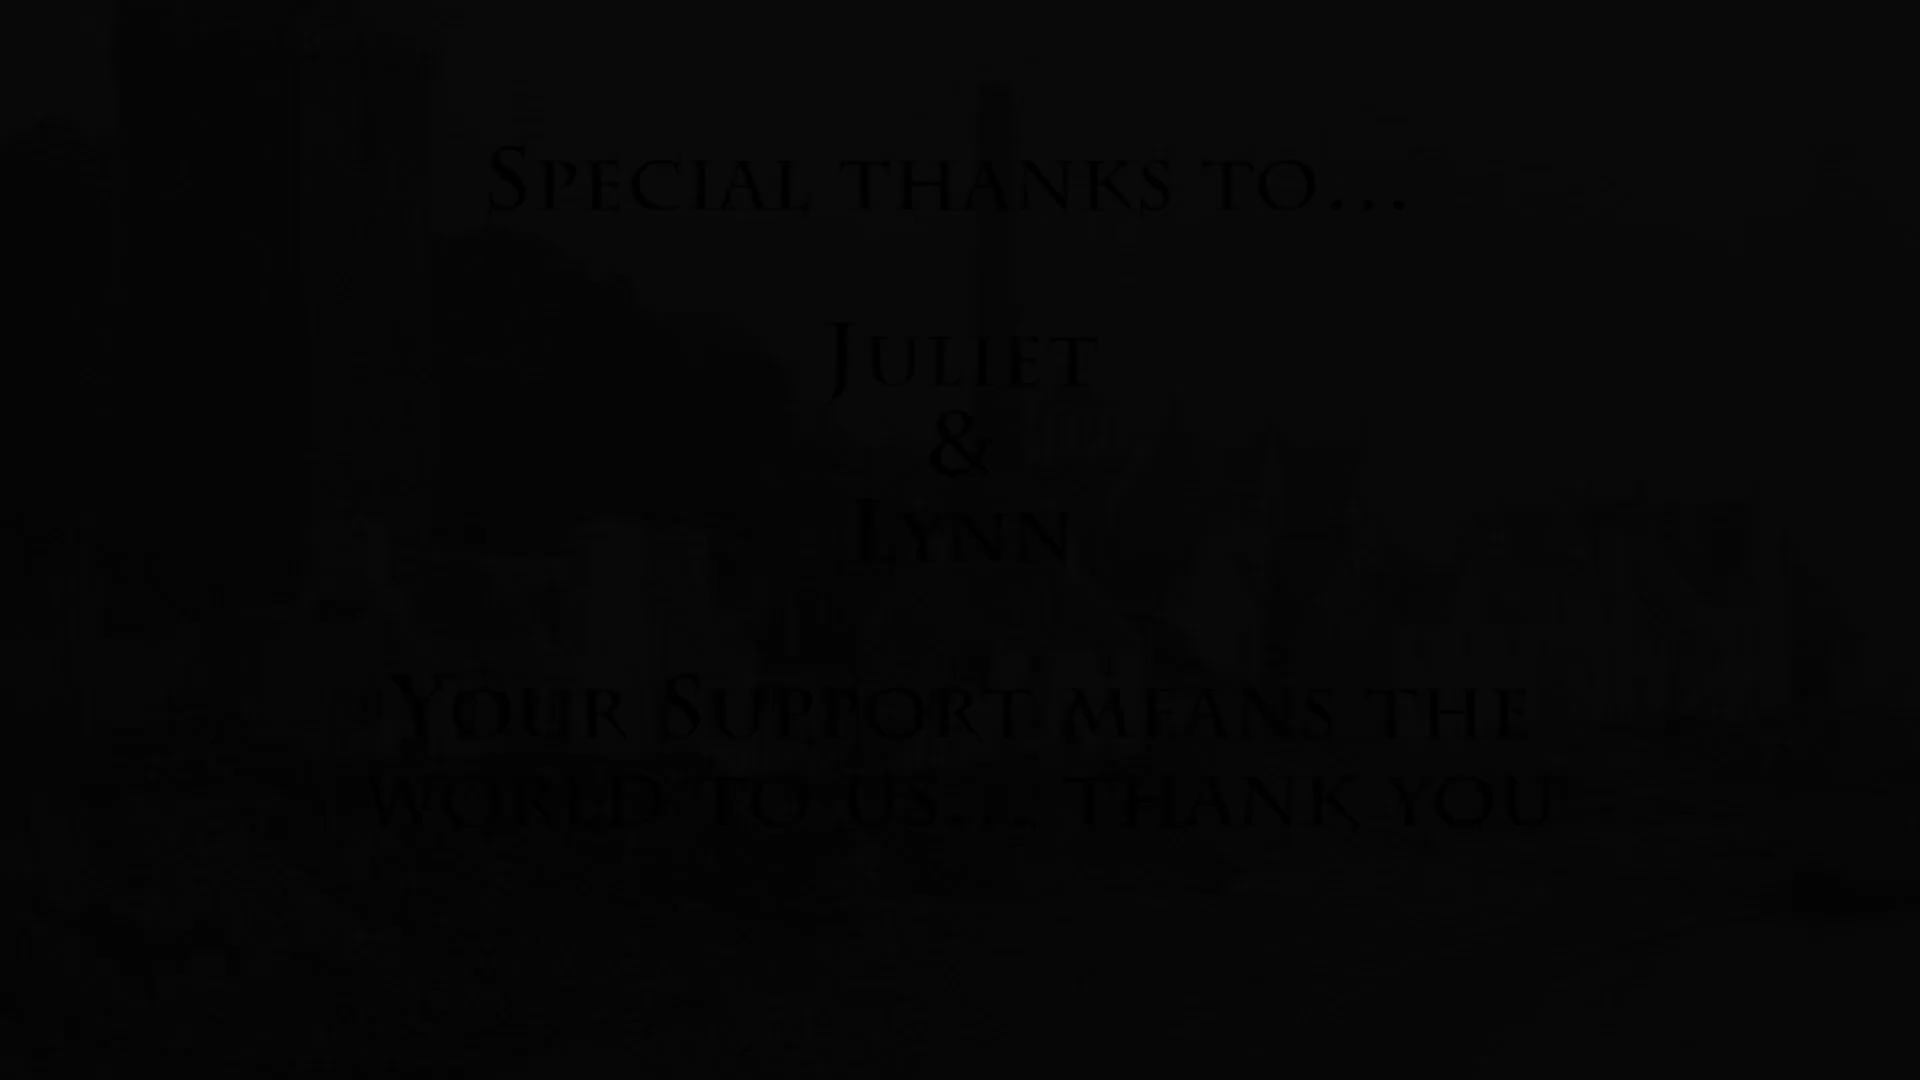 Special thanks to...
Juliet
&
Lynn
Your Support means the
world to us... thank you